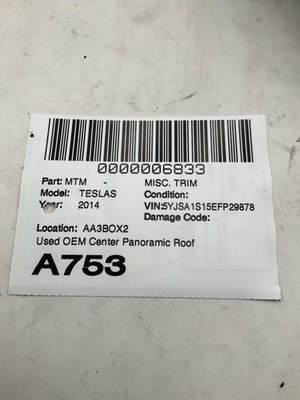 0000006833
Part: MTM - MISC. TRIM
Model: TESLAS Condition:
Year: 2014 VIN:5YJSA1S15EFP29878
Damage Code:
Location: AA3BOX2
Used OEM Center Panoramic Roof
A753